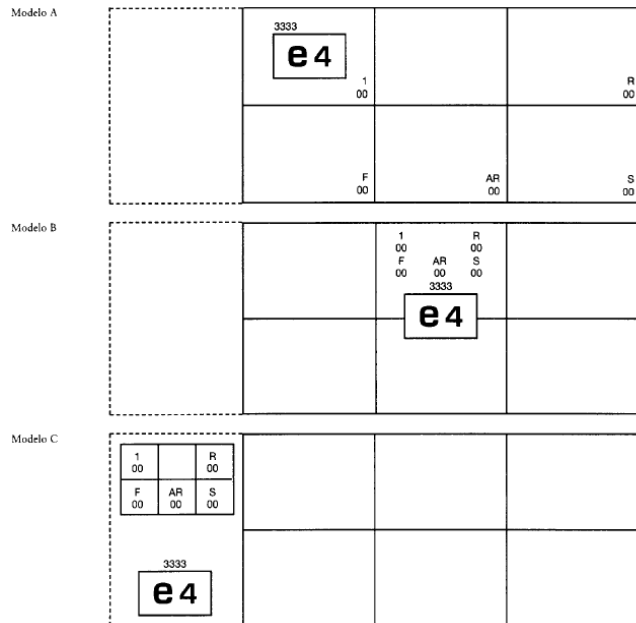 Modelo A
3333
e4
1
00
R
00
F
00
AR
00
S
00
Modelo B
1 R
00 00
F AR S
00 00 00
3333
e4
Modelo C
1 R
00 00
F AR S
00 00 00
3333
e4